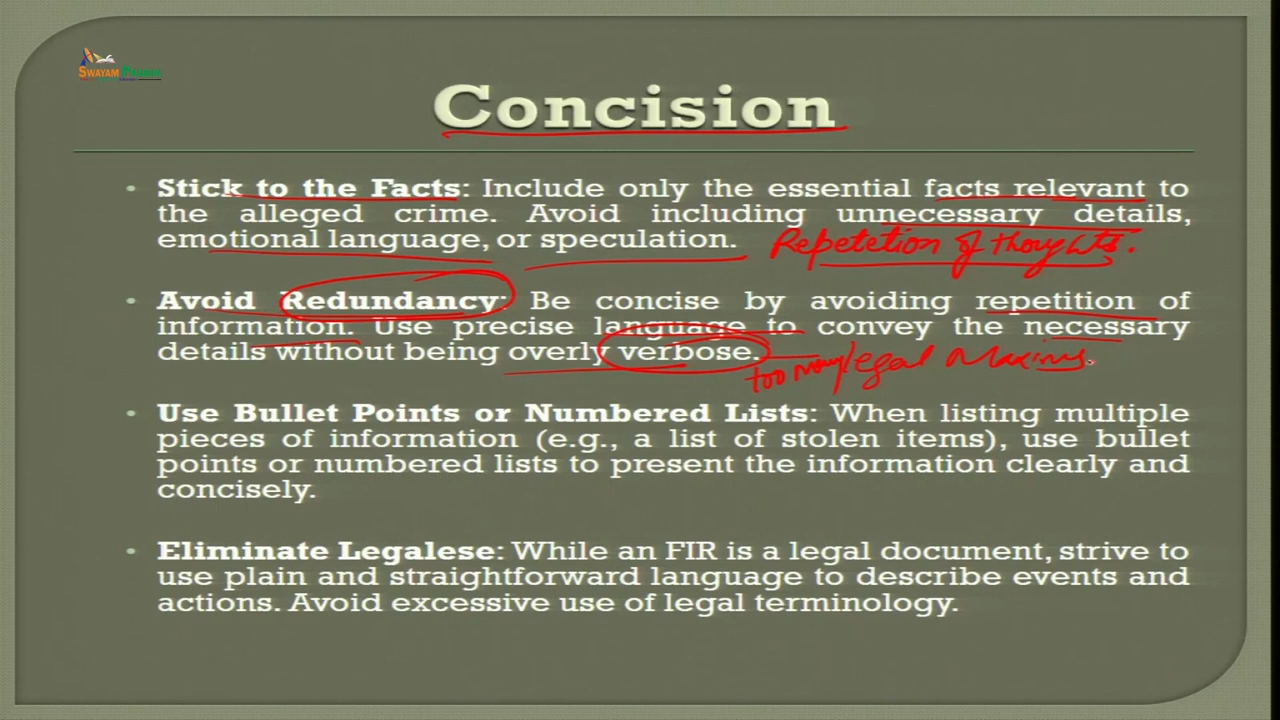 SWAYAM PRABHA
Concision
• Stick to the Facts: Include only the essential facts relevant to
the alleged crime. Avoid including unnecessary details,
emotional language, or speculation. Repetetion of thoughts.
• Avoid Redundancy: Be concise by avoiding repetition of
information. Use precise language to convey the necessary
details without being overly verbose.
too many legal Maxims.
• Use Bullet Points or Numbered Lists: When listing multiple
pieces of information (e.g., a list of stolen items), use bullet
points or numbered lists to present the information clearly and
concisely.
• Eliminate Legalese: While an FIR is a legal document, strive to
use plain and straightforward language to describe events and
actions. Avoid excessive use of legal terminology.